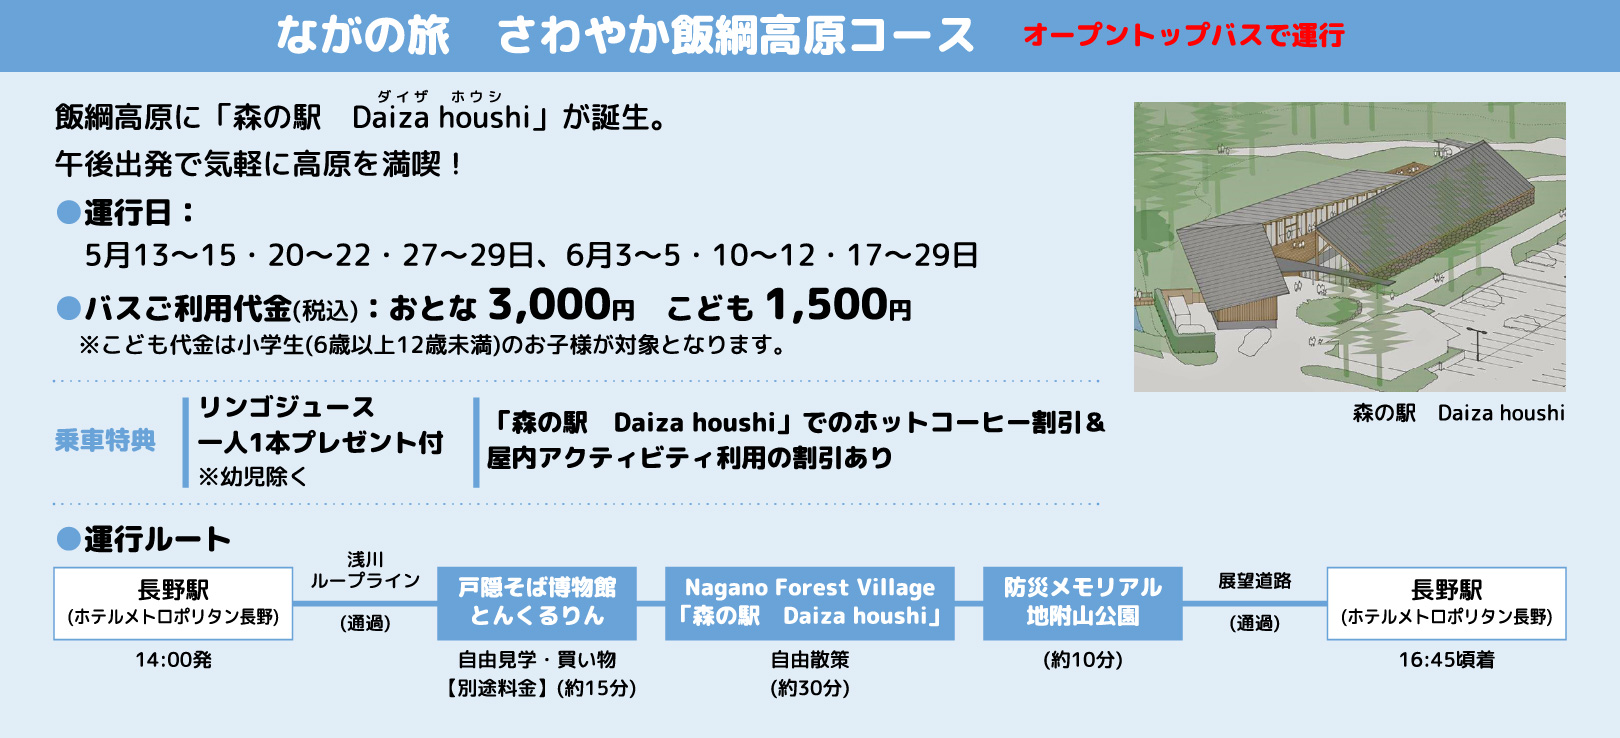 ながの旅　さわやか飯綱高原コース　オープントップバスで運行
ダイザ　ホウシ
飯綱高原に「森の駅　Daiza houshi」が誕生。
午後出発で気軽に高原を満喫！
●運行日：
5月13〜15・20〜22・27〜29日、6月3〜5・10〜12・17〜29日
●バスご利用代金(税込)：おとな 3,000円　こども 1,500円
※こども代金は小学生(6歳以上12歳未満)のお子様が対象となります。
森の駅　Daiza houshi
乗車特典
リンゴジュース
一人1本プレゼント付
※幼児除く
「森の駅　Daiza houshi」でのホットコーヒー割引＆
屋内アクティビティ利用の割引あり
●運行ルート
長野駅
(ホテルメトロポリタン長野)
14:00発
浅川
ループライン
(通過)
戸隠そば博物館
とんくるりん
自由見学・買い物
【別途料金】(約15分)
Nagano Forest Village
「森の駅　Daiza houshi」
自由散策
(約30分)
防災メモリアル
地附山公園
(約10分)
展望道路
(通過)
長野駅
(ホテルメトロポリタン長野)
16:45頃着